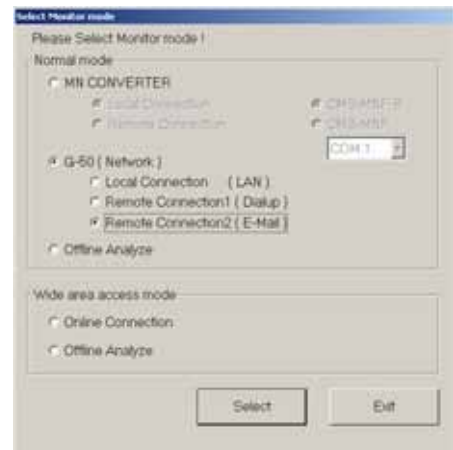 Select Monitor mode
Please Select Monitor mode !
Normal mode
MN CONVERTER
Local Connection
Remote Connection
COM 1
G-50 ( Network )
Local Connection ( LAN )
Remote Connection1 ( Dialup )
Remote Connection2 ( E-Mail )
Offline Analyze
Wide area access mode
Online Connection
Offline Analyze
Select Exit